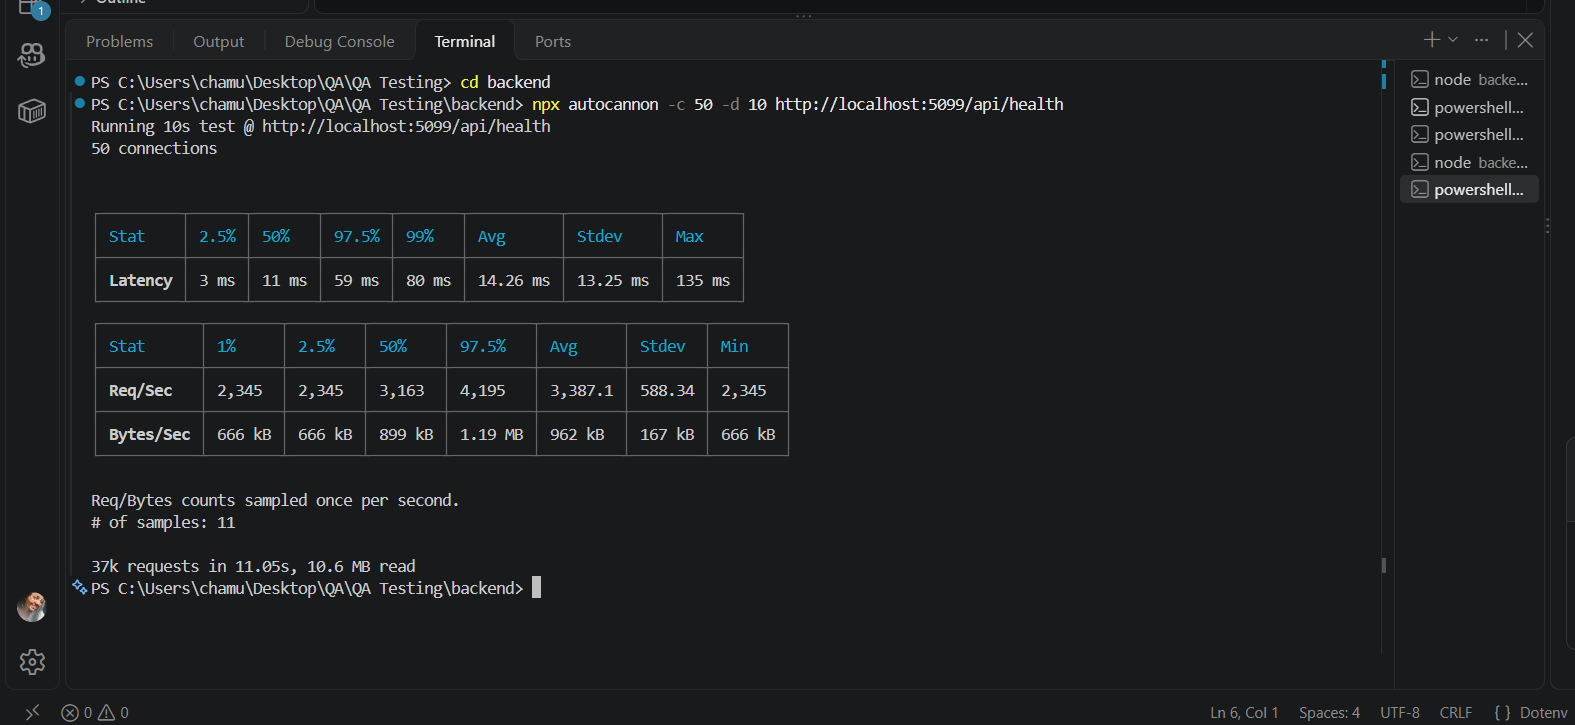 Outline
1
Problems Output Debug Console Terminal Ports
PS C:\Users\chamu\Desktop\QA\QA Testing> cd backend
PS C:\Users\chamu\Desktop\QA\QA Testing\backend> npx autocannon -c 50 -d 10 http://localhost:5099/api/health
Running 10s test @ http://localhost:5099/api/health
50 connections
Stat 2.5% 50% 97.5% 99% Avg Stdev Max
Latency 3 ms 11 ms 59 ms 80 ms 14.26 ms 13.25 ms 135 ms
Stat 1% 2.5% 50% 97.5% Avg Stdev Min
Req/Sec 2,345 2,345 3,163 4,195 3,387.1 588.34 2,345
Bytes/Sec 666 kB 666 kB 899 kB 1.19 MB 962 kB 167 kB 666 kB
Req/Bytes counts sampled once per second.
# of samples: 11
37k requests in 11.05s, 10.6 MB read
PS C:\Users\chamu\Desktop\QA\QA Testing\backend>
node backe...
powershell...
powershell...
node backe...
powershell...
0 0
Ln 6, Col 1 Spaces: 4 UTF-8 CRLF { } Dotenv